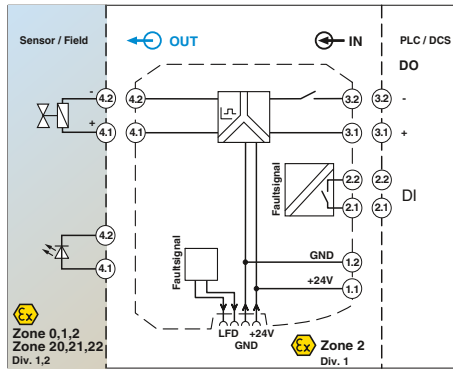 Sensor / Field
OUT
IN
PLC / DCS
DO
-
4.2
4.2
3.2
3.2
-
+
4.1
4.1
3.1
3.1
+
Faultsignal
2.2
2.2
DI
2.1
2.1
4.2
4.1
Faultsignal
GND
1.2
+24V
1.1
LFD
+24V
GND
Ex
Zone 0,1,2
Zone 20,21,22
Div. 1,2
Ex
Zone 2
Div. 1